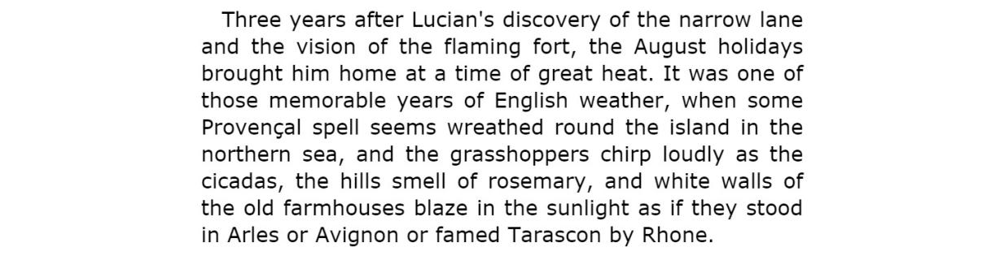 Three years after Lucian's discovery of the narrow lane
and the vision of the flaming fort, the August holidays
brought him home at a time of great heat. It was one of
those memorable years of English weather, when some
Provençal spell seems wreathed round the island in the
northern sea, and the grasshoppers chirp loudly as the
cicadas, the hills smell of rosemary, and white walls of
the old farmhouses blaze in the sunlight as if they stood
in Arles or Avignon or famed Tarascon by Rhone.